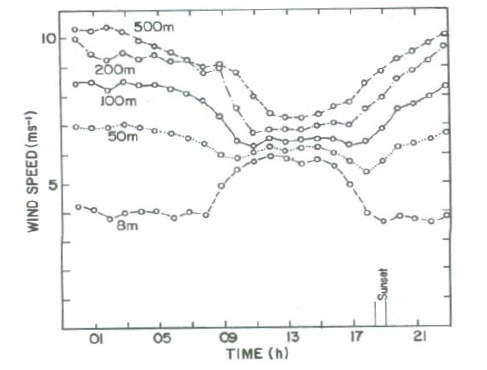 10
500m
200m
100m
50m
WIND SPEED (ms⁻¹)
5
8m
Sunset
01 05 09 13 17 21
TIME (h)